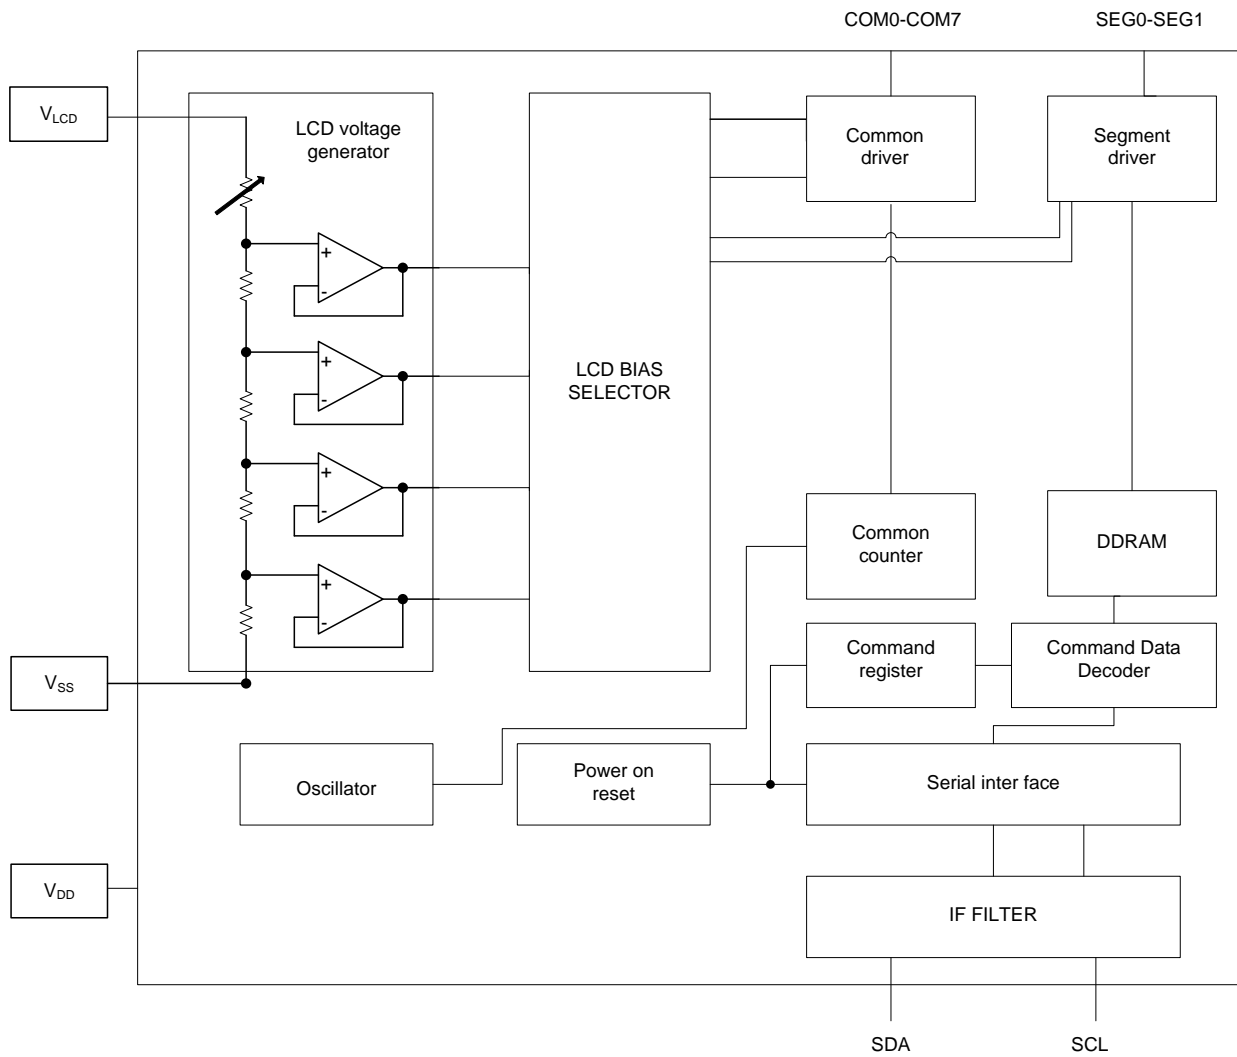 COM0-COM7
SEG0-SEG1
VLCD
LCD voltage
generator
Common
driver
Segment
driver
+
-
+
-
LCD BIAS
SELECTOR
+
-
Common
counter
DDRAM
+
-
Command
register
Command Data
Decoder
VSS
Oscillator
Power on
reset
Serial inter face
VDD
IF FILTER
SDA
SCL